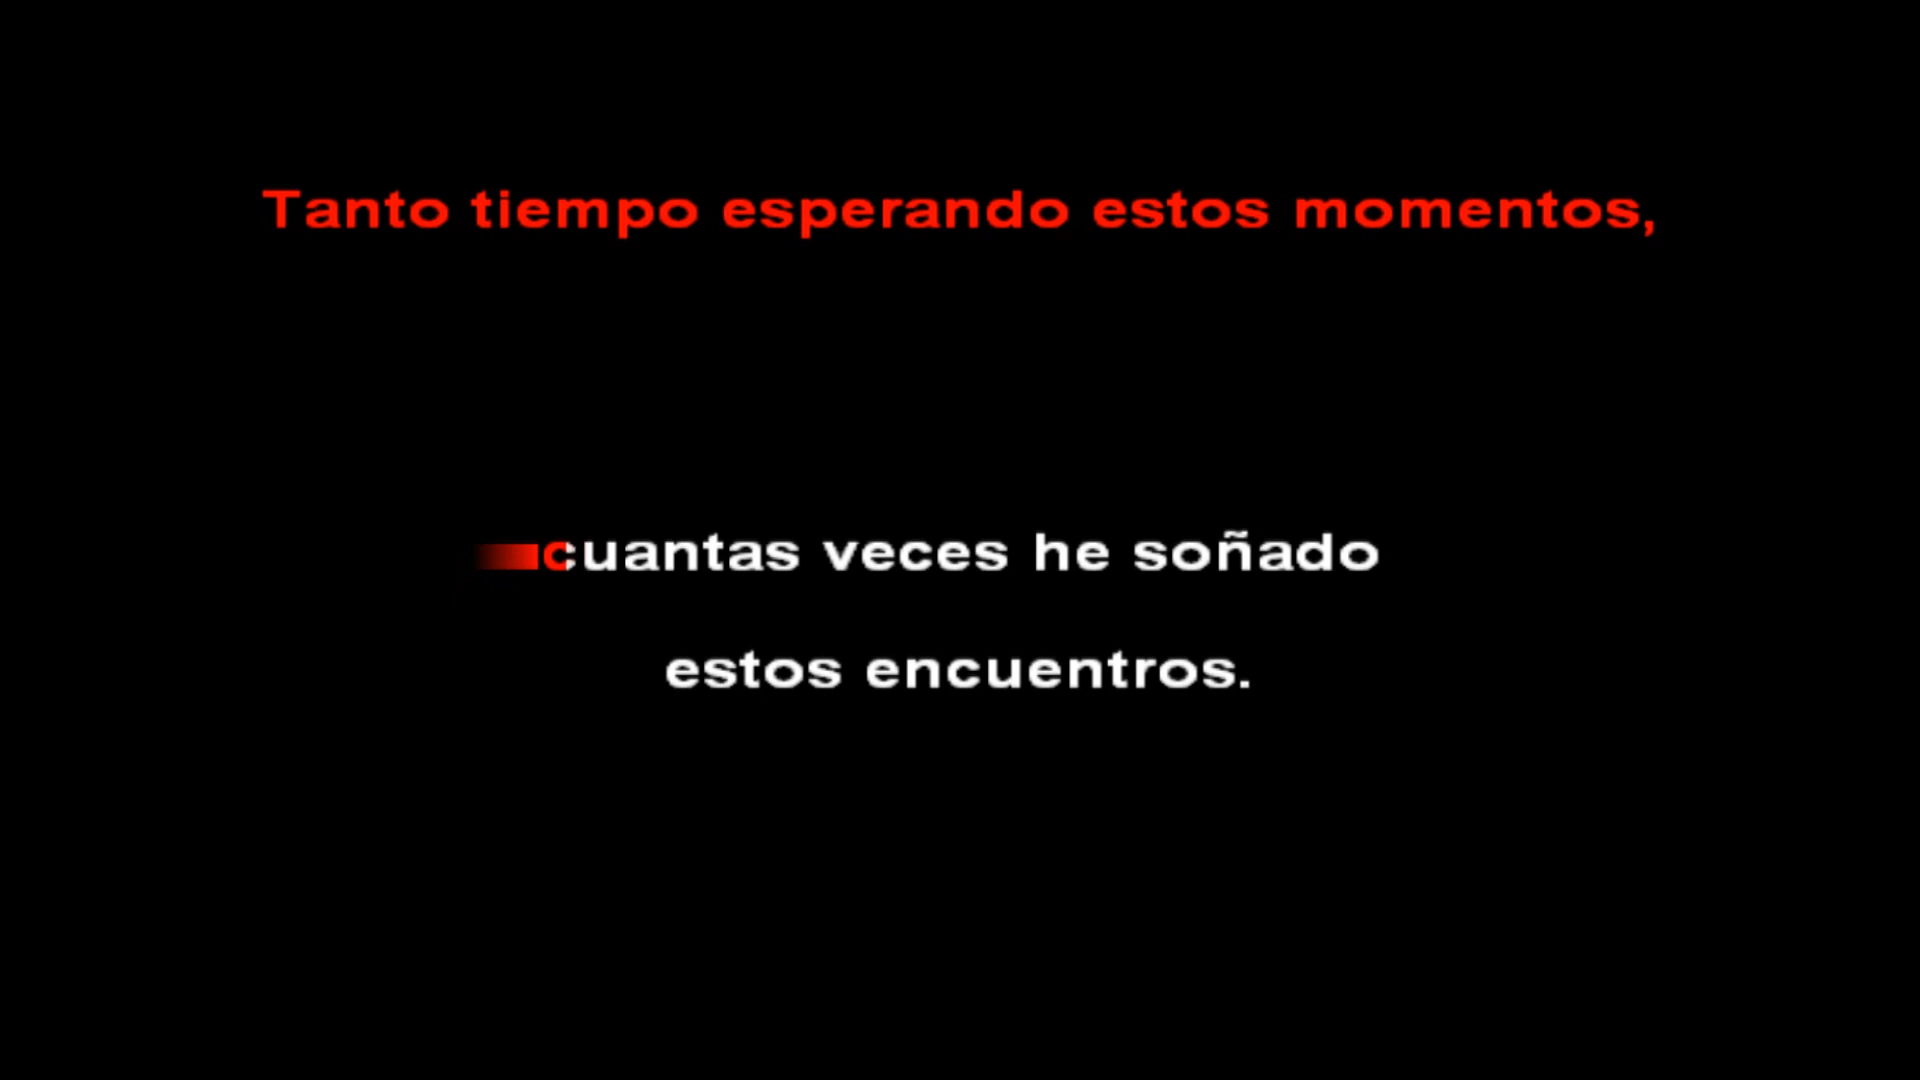 Tanto tiempo esperando estos momentos,
cuantas veces he soñado
estos encuentros.